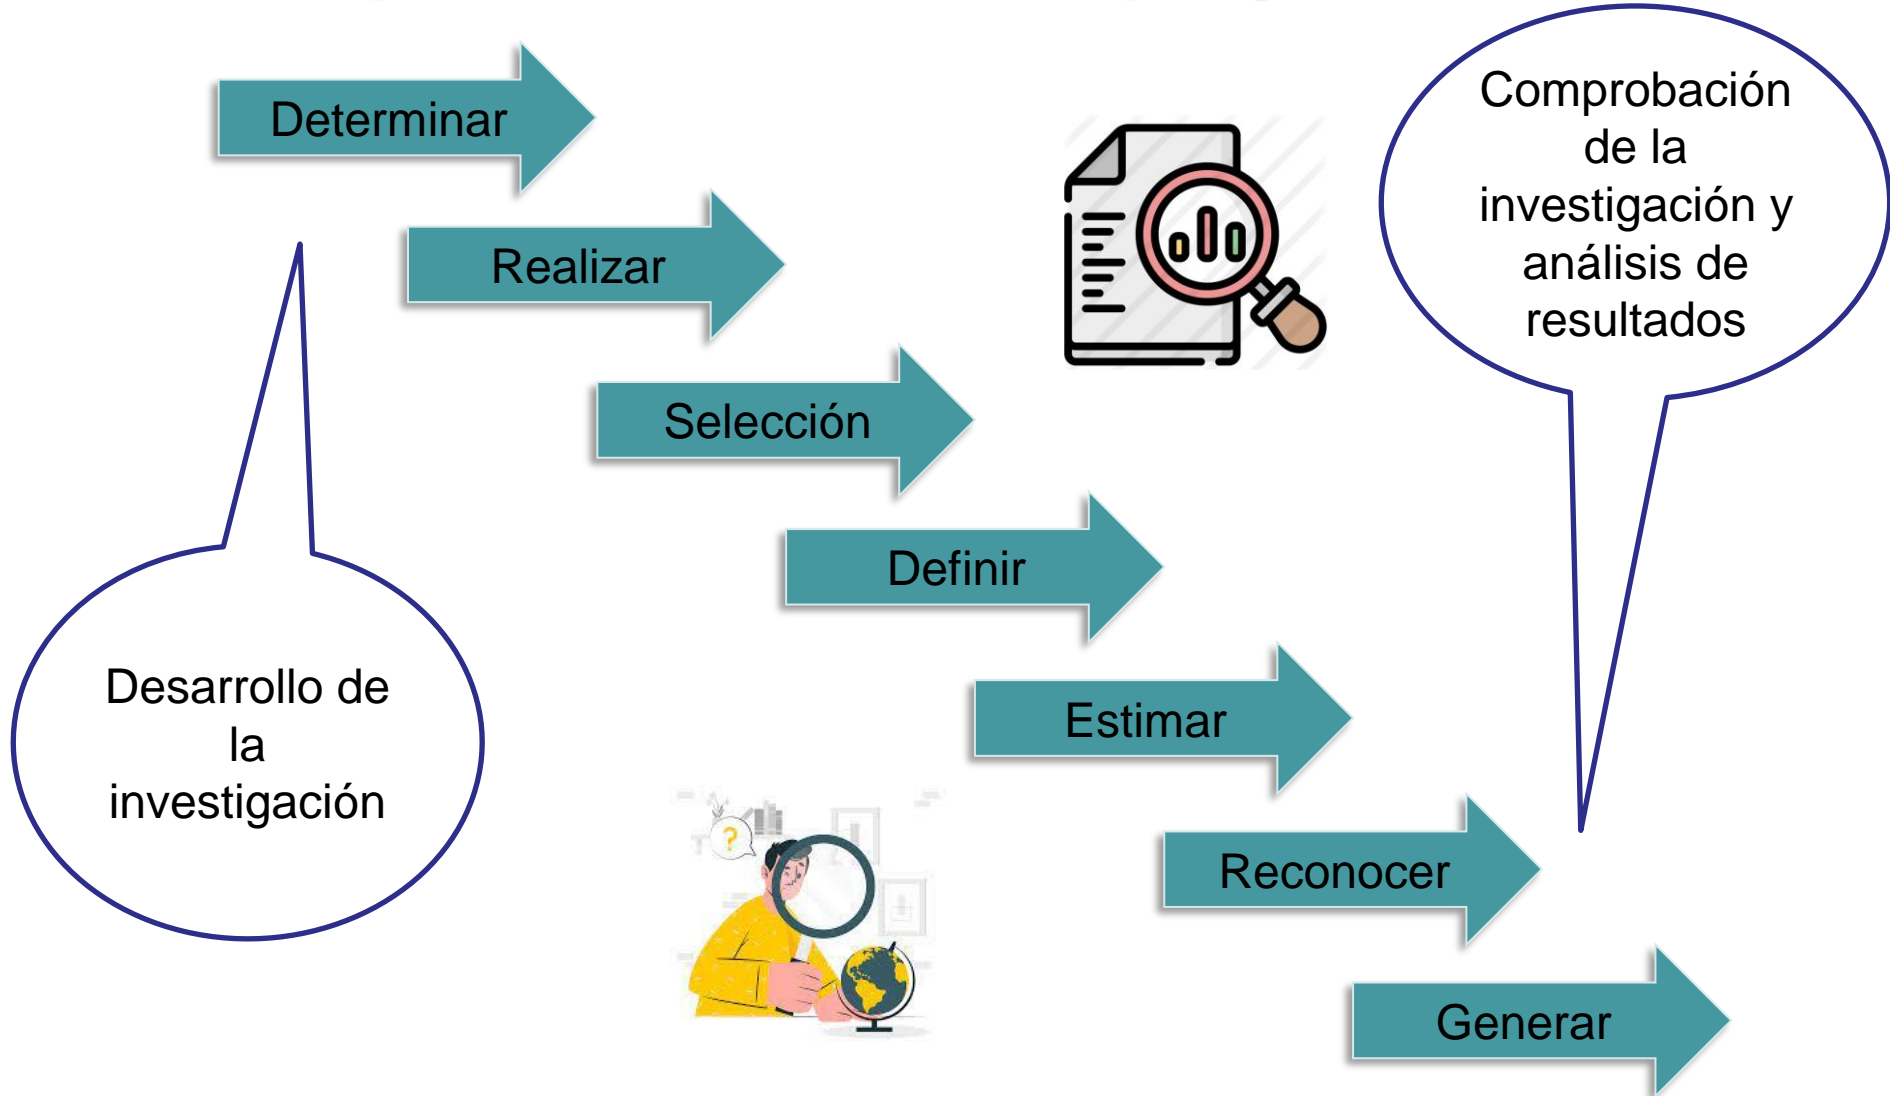 Determinar
Realizar
Selección
Definir
Estimar
Reconocer
Generar
Desarrollo de
la
investigación
Comprobación
de la
investigación y
análisis de
resultados
?